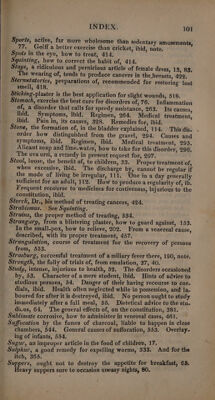 INDEX. 101
Sports, active, far more wholesome than sedentary amusements,
77. Golff a better exercise than cricket, ibid, note.
Spots in the eye, how to treat, 414.
Squinting, how to correct the habit of, 414.
Stays, a ridiculous and pernicious article of female dress, 13, 83.
The wearing of, tends to produce cancers in the breasts, 422.
Sternutatories, preparations of, recommended for restoring lost
smell, 418.
Sticking-plaster is the best application for slight wounds, 518.
Stomach, exercise the best cure for disorders of, 76. Inflammation
of, a disorder that calls for speedy assistance, 263. Its causes,
ibid. Symptoms, ibid. Regimen, 264. Medical treatment,
ibid. Pain in, its causes, 328. Remedies for, ibid.
Stone, the formation of, in the bladder explained, 114. This dis-
order how distinguished from the gravel, 294. Causes and
symptoms, ibid. Regimen, ibid. Medical treatment, 295.
Alicant soap and lime-water, how to take for this disorder, 296.
The uva ursi, a remedy in present request for, 297.
Stool, loose, the benefit of, to children, 23. Proper treatment of,
when excessive, ibid. The discharge by, cannot be regular if
the mode of living be irregular, 111. One in a day generally
sufficient for an adult, 112. How to produce a regularity of, ib.
Frequent recourse to medicines for costiveness, injurious to the
constitution, ibid.
Storck, Dr., his method of treating cancers, 424.
Strabismus. See Squinting.
Strains, the proper method of treating, 534.
Strangury, from a blistering plaster, how to guard against, 153.
In the small-pox, how to relieve, 202. From a venereal cause,
described, with its proper treatment, 457.
Strangulation, course of treatment for the recovery of persons
from, 553.
Strasburg, successful treatment of a miliary fever there, 190, note.
Strength, the folly of trials of, from emulation, 37, 40.
Study, intense, injurious to health, 52. The disorders occasioned
by, 53. Character of a mere student, ibid. Hints of advice to
studious persons, 54. Danger of their having recourse to cor-
dials, ibid. Health often neglected while in possession, and la-
boured for after it is destroyed, ibid. No person ought to study
immediately after a full meal, 58. Dietetical advice to the stu-
dious, 64. The general effects of, on the constitution, 381.
Sublimate corrosive, how to administer in venereal cases, 461.
Suffocation by the fumes of charcoal, liable to happen in close
chambers, 544. General causes of suffocation, 553. Overlay-
ing of infants, 554.
Sugar, an improper article in the food of children, 17.
Sulphur, a good remedy for expelling worms, 333. And for the
itch, 355.
Suppers, ought not to destroy the appetite for breakfast, 68.
Heavy suppers sure to occasion uneasy nights, 80.